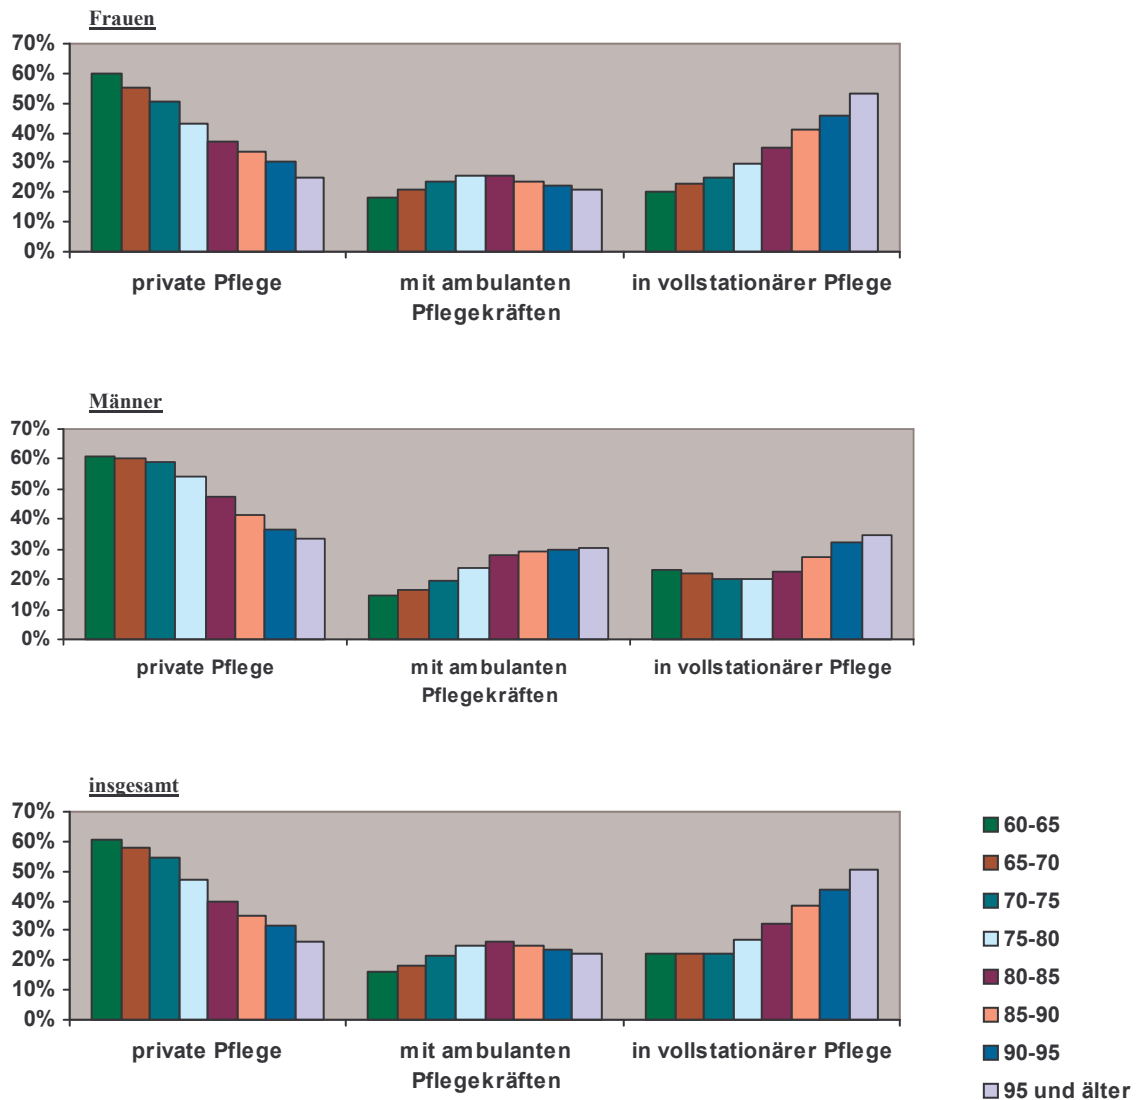 Frauen
70%
60%
50%
40%
30%
20%
10%
0%
private Pflege
mit ambulanten
Pflegekräften
in vollstationärer Pflege
Männer
70%
60%
50%
40%
30%
20%
10%
0%
private Pflege
mit ambulanten
Pflegekräften
in vollstationärer Pflege
insgesamt
70%
60%
50%
40%
30%
20%
10%
0%
private Pflege
mit ambulanten
Pflegekräften
in vollstationärer Pflege
60-65
65-70
70-75
75-80
80-85
85-90
90-95
95 und älter